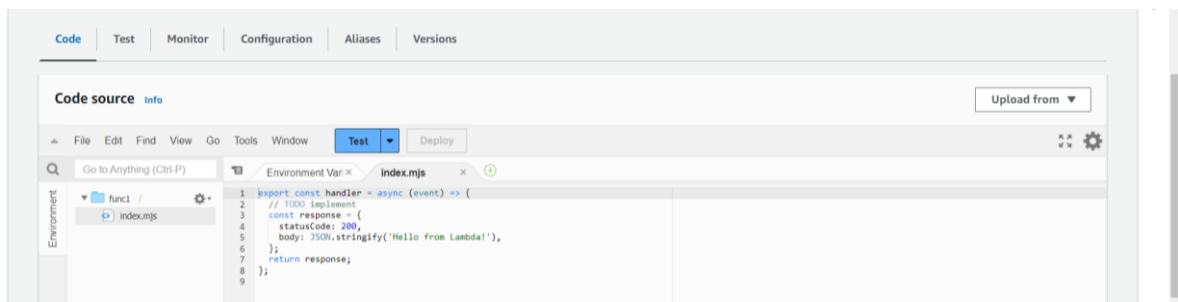 Code Test Monitor Configuration Aliases Versions
Code source Info
Upload from
File Edit Find View Go Tools Window Test Deploy
Go to Anything (Ctrl-P)
Environment Vari index.mjs
Environment
func1 - /
index.mjs
1 export const handler = async (event) => {
2 // TODO implement
3 const response = {
4 statusCode: 200,
5 body: JSON.stringify('Hello from Lambda!'),
6 };
7 return response;
8 };
9